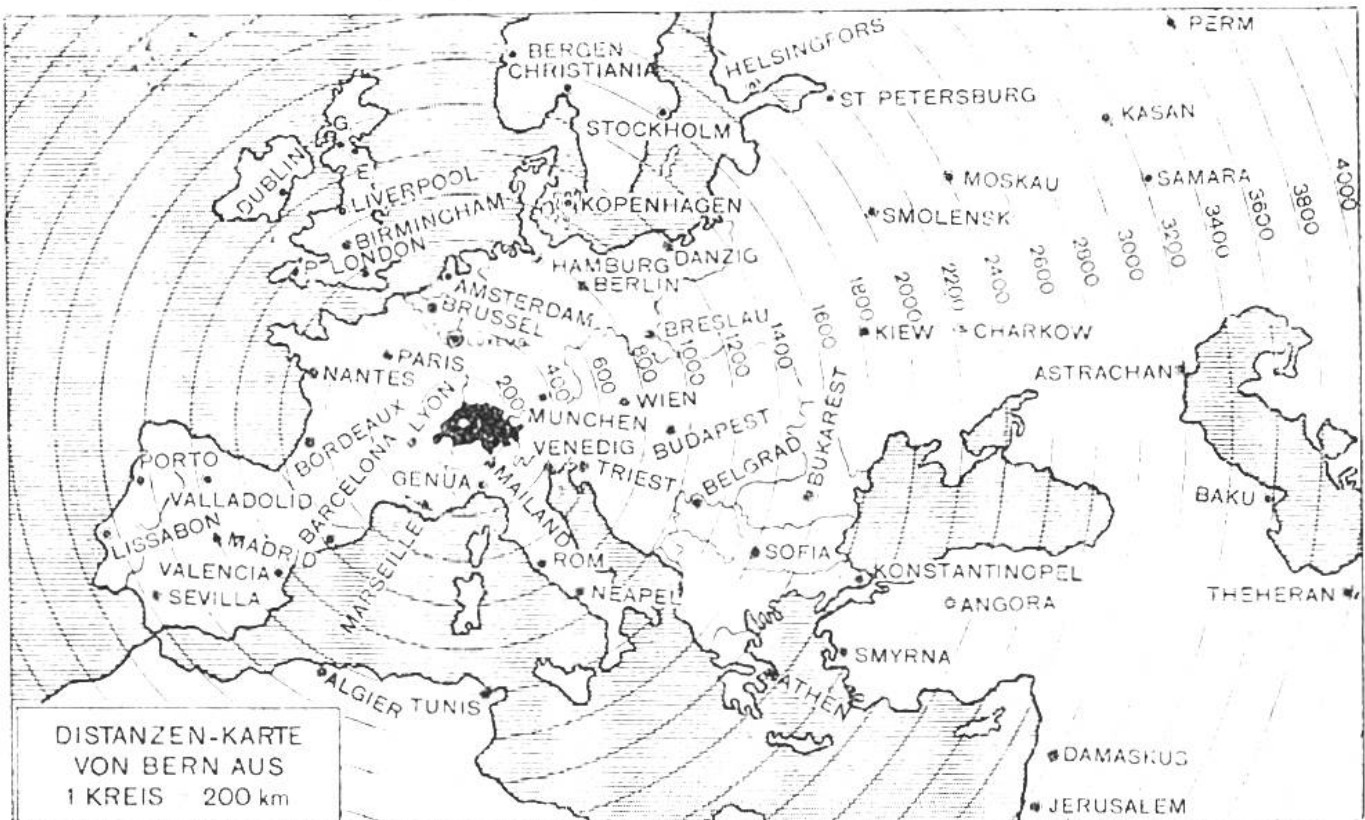 PERM
BERGEN
CHRISTIANIA
HELSINGFORS
ST PETERSBURG
KASAN
STOCKHOLM
G.
E.
DUBLIN
LIVERPOOL
MOSKAU
SAMARA
4000
3800
3600
3400
3200
3000
2800
2600
2400
2200
2000
1800
1600
1400
1200
1000
800
600
400
200
BIRMINGHAM
KOPENHAGEN
SMOLENSK
P.
LONDON
HAMBURG
DANZIG
BERLIN
AMSTERDAM
BRUSSEL
LUXEMB
BRESLAU
KIEW
CHARKOW
PARIS
NANTES
ASTRACHAN
WIEN
MUNCHEN
BORDEAUX
LYON
BARCELONA
VENEDIG
BUDAPEST
BUKAREST
PORTO
GENUA
MAILAND
TRIEST
BELGRAD
VALLADOLID
BAKU
LISSABON
MADRID
MARSEILLE
ROM
SOFIA
VALENCIA
KONSTANTINOPEL
SEVILLA
NEAPEL
ANGORA
THEHERAN
SMYRNA
ALGIER
TUNIS
ATHEN
DISTANZEN-KARTE
VON BERN AUS
1 KREIS 200 km
DAMASKUS
JERUSALEM